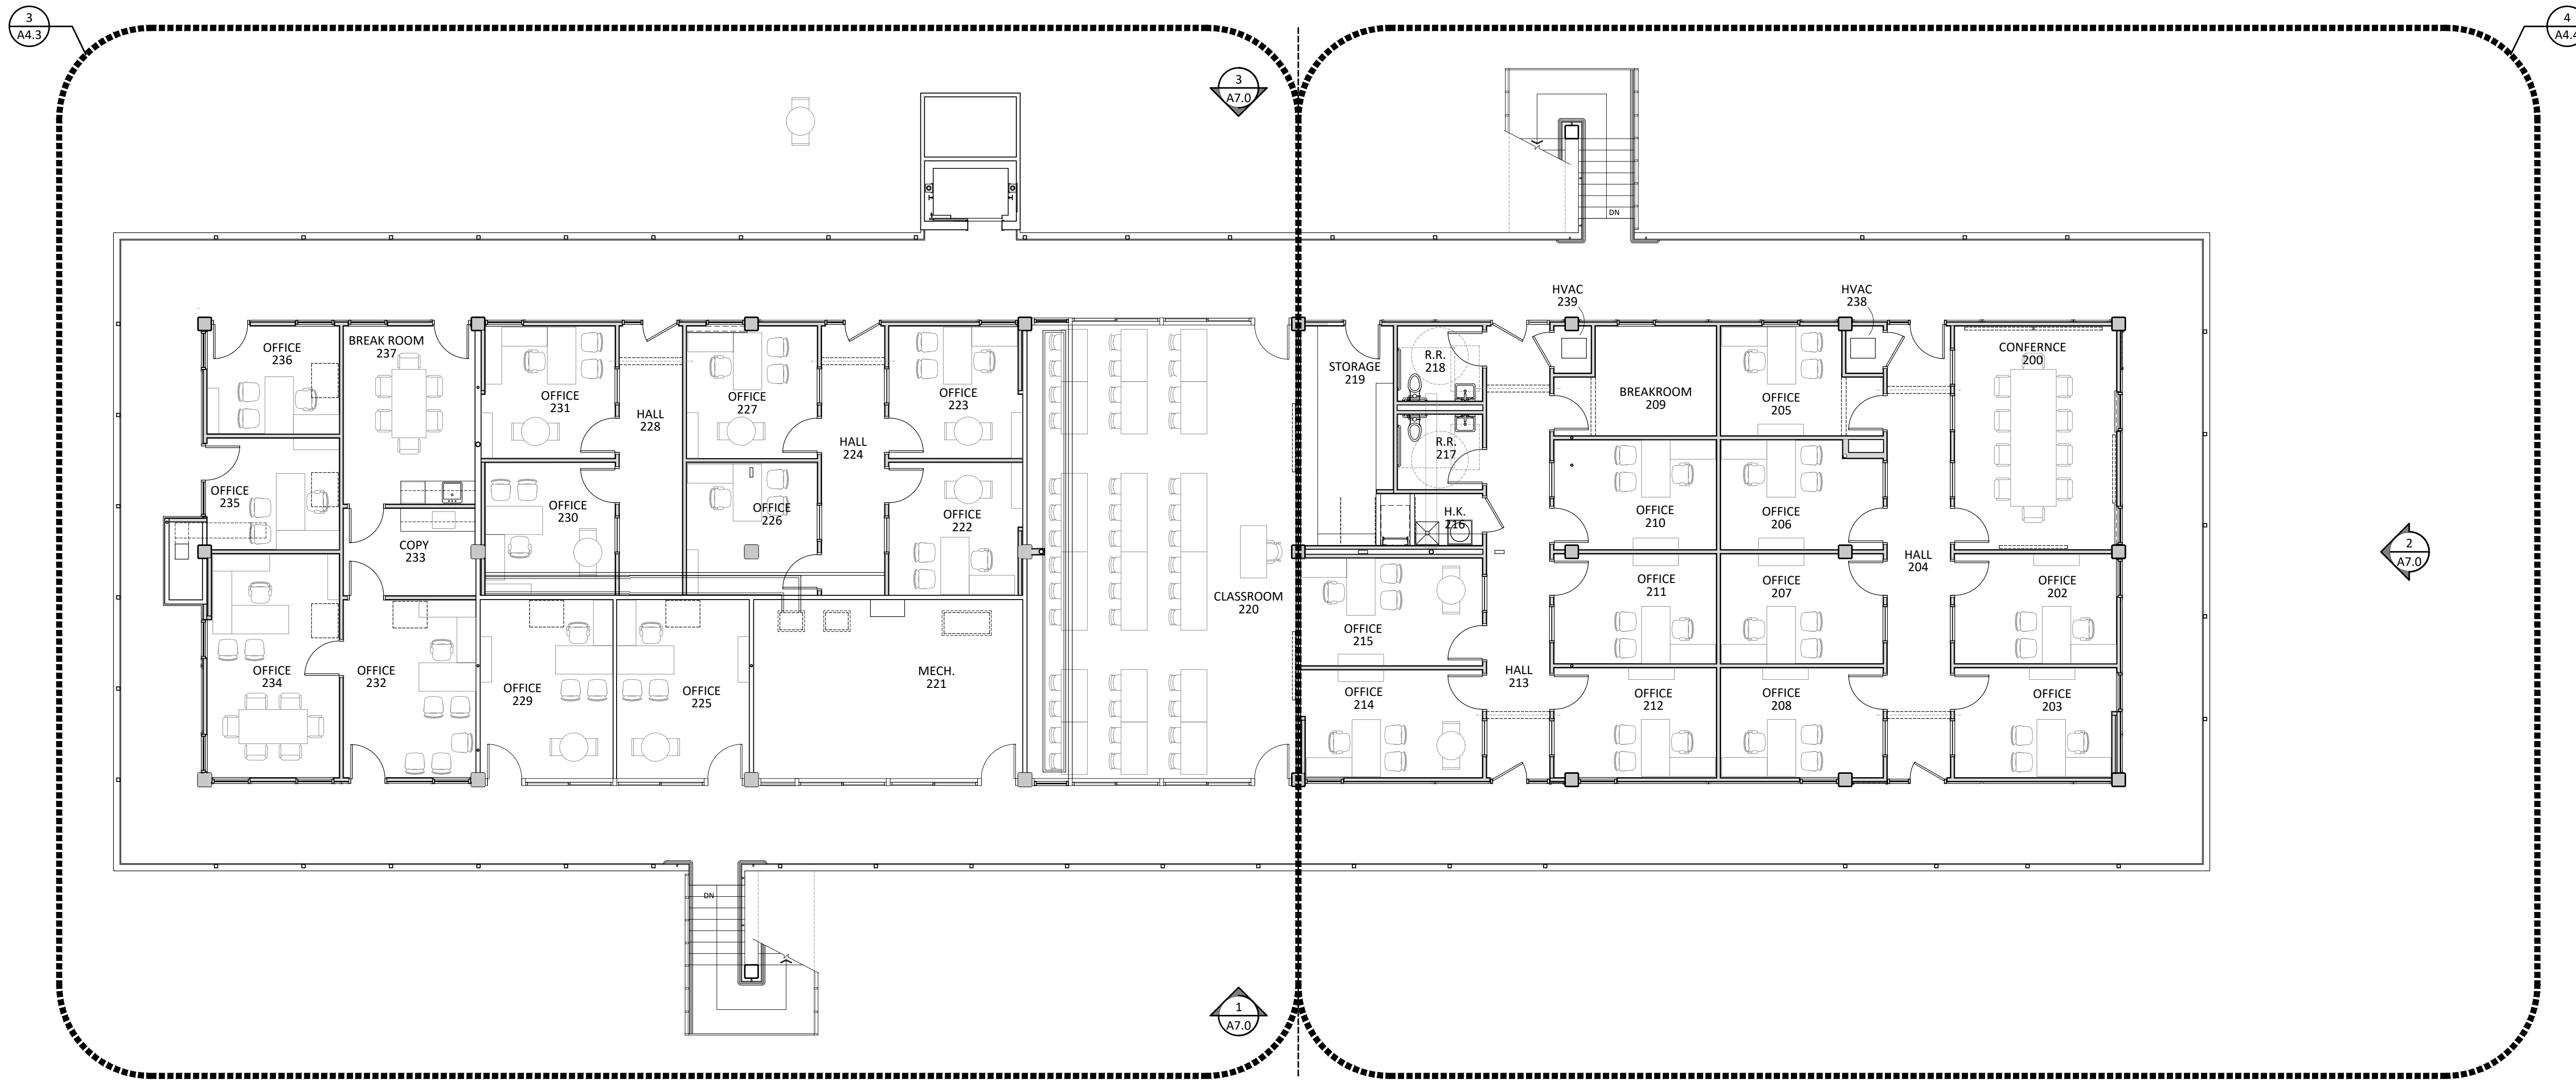 3
A4.3
4
A4.4
3
A7.0
DN
HVAC
239
HVAC
238
OFFICE
236
BREAK ROOM
237
OFFICE
231
HALL
228
OFFICE
227
HALL
224
OFFICE
223
STORAGE
219
R.R.
218
BREAKROOM
209
OFFICE
205
CONFERNCE
200
OFFICE
235
COPY
233
OFFICE
230
OFFICE
226
OFFICE
222
R.R.
217
H.K.
216
OFFICE
210
OFFICE
206
HALL
204
2
A7.0
CLASSROOM
220
OFFICE
215
OFFICE
211
OFFICE
207
OFFICE
202
OFFICE
234
OFFICE
232
OFFICE
229
OFFICE
225
MECH.
221
OFFICE
214
HALL
213
OFFICE
212
OFFICE
208
OFFICE
203
DN
1
A7.0